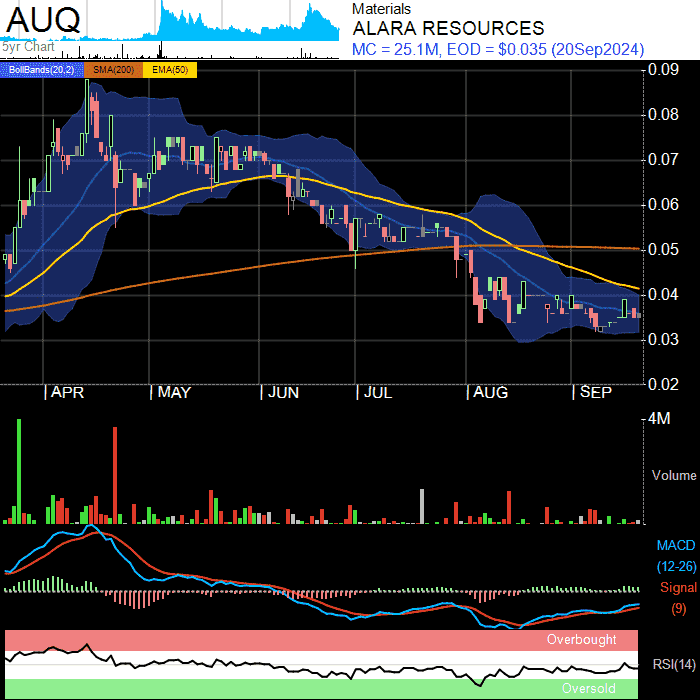 AUQ
5yr Chart
Materials
ALARA RESOURCES
MC = 25.1M, EOD = $0.035 (20Sep2024)
BollBands(20,2) SMA(200) EMA(50)
0.09
0.08
0.07
0.06
0.05
0.04
0.03
0.02
APR MAY JUN JUL AUG SEP
4M
Volume
MACD
(12-26)
Signal
(9)
Overbought
RSI(14)
Oversold